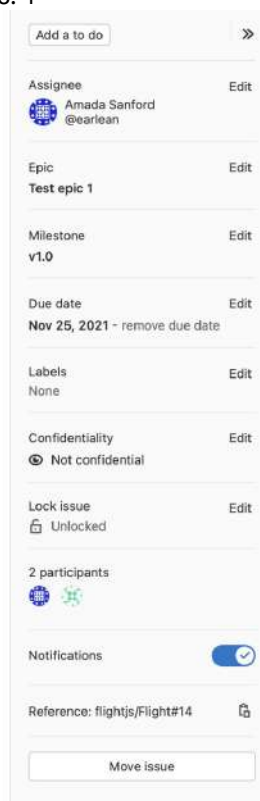 Add a to do
Assignee
Edit
Amada Sanford
@earlean
Epic
Edit
Test epic 1
Milestone
Edit
v1.0
Due date
Edit
Nov 25, 2021 - remove due date
Labels
Edit
None
Confidentiality
Edit
Not confidential
Lock issue
Edit
Unlocked
2 participants
Notifications
Reference: flightjs/Flight#14
Move issue